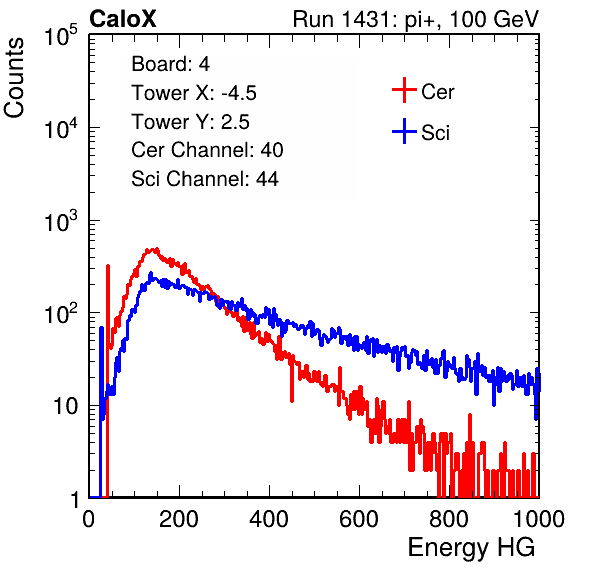 CaloX Run 1431: pi+, 100 GeV
Counts
Board: 4
Tower X: -4.5
Tower Y: 2.5
Cer Channel: 40
Sci Channel: 44
Cer
Sci
10^5
10^4
10^3
10^2
10
1
0 200 400 600 800 1000
Energy HG